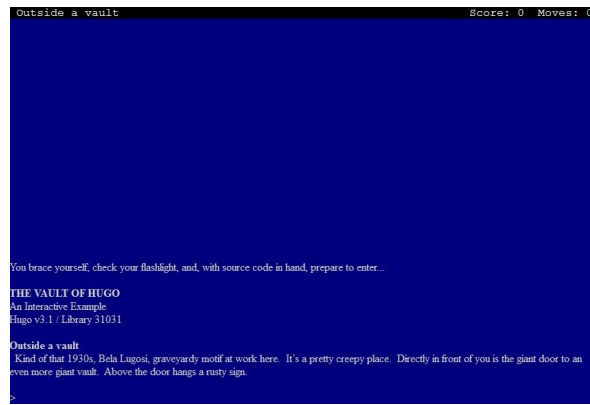 Outside a vault Score: 0 Moves: 0
You brace yourself, check your flashlight, and, with source code in hand, prepare to enter...
THE VAULT OF HUGO
An Interactive Example
Hugo v3.1 / Library 31031
Outside a vault
Kind of that 1930s, Bela Lugosi, graveyardy motif at work here. It's a pretty creepy place. Directly in front of you is the giant door to an
even more giant vault. Above the door hangs a rusty sign.
>